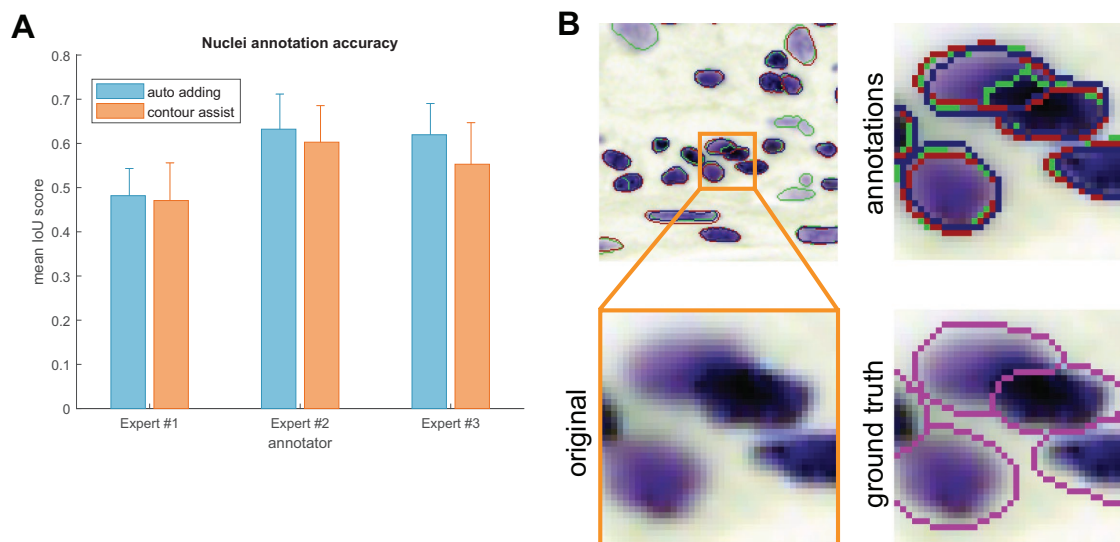 A
Nuclei annotation accuracy
0.8
0.7
0.6
0.5
0.4
0.3
0.2
0.1
0
mean IoU score
auto adding
contour assist
Expert #1
Expert #2
Expert #3
annotator
B
annotations
original
ground truth